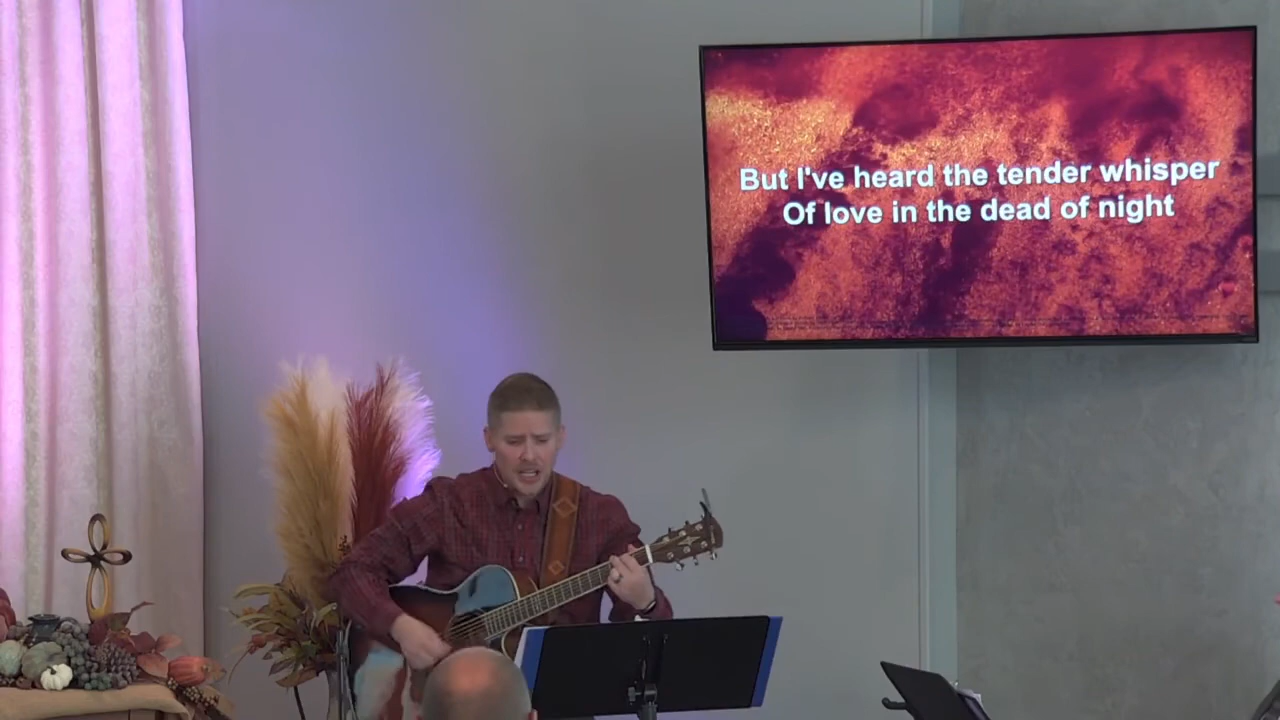 But I've heard the tender whisper
Of love in the dead of night